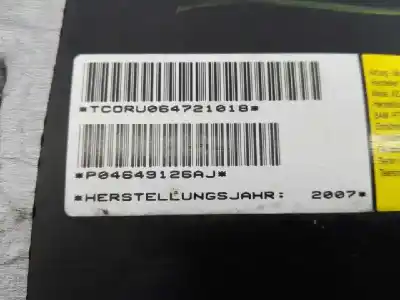 *TCORU064721018*
*P04649126AJ*
*HERSTELLUNGSJAHR: 2007*